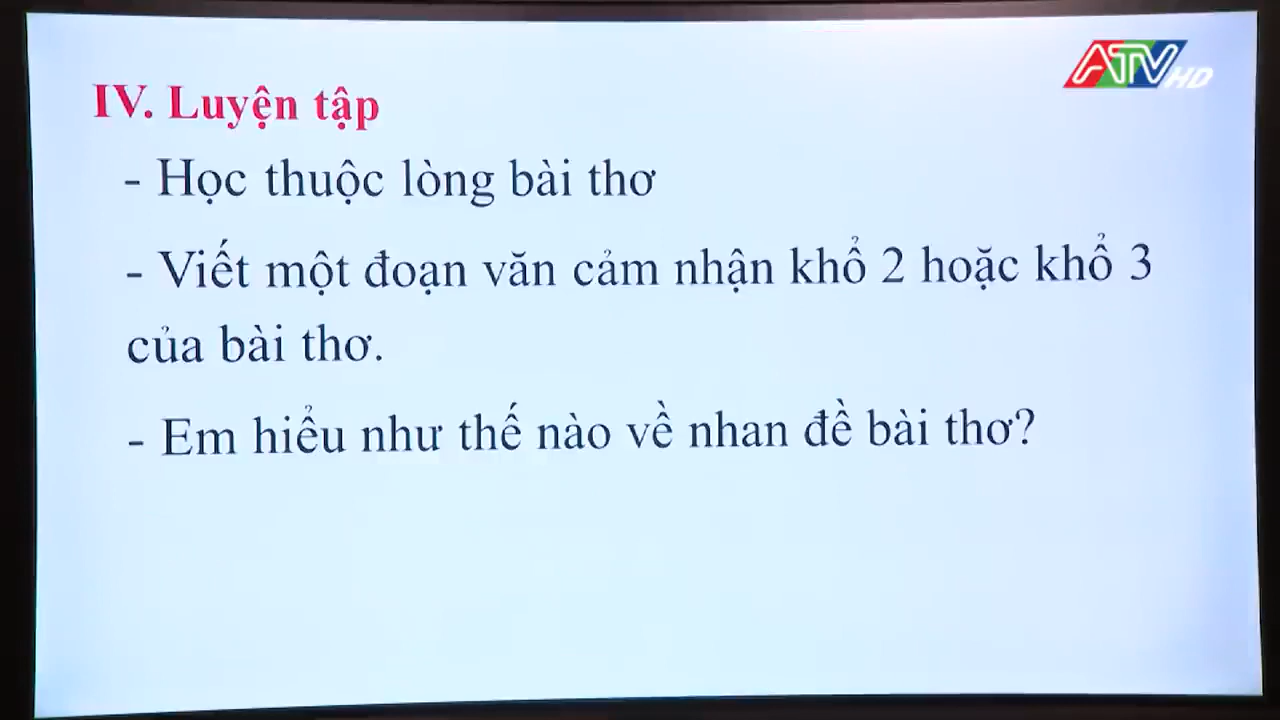 ATV HD
IV. Luyện tập
- Học thuộc lòng bài thơ
- Viết một đoạn văn cảm nhận khổ 2 hoặc khổ 3
của bài thơ.
- Em hiểu như thế nào về nhan đề bài thơ?